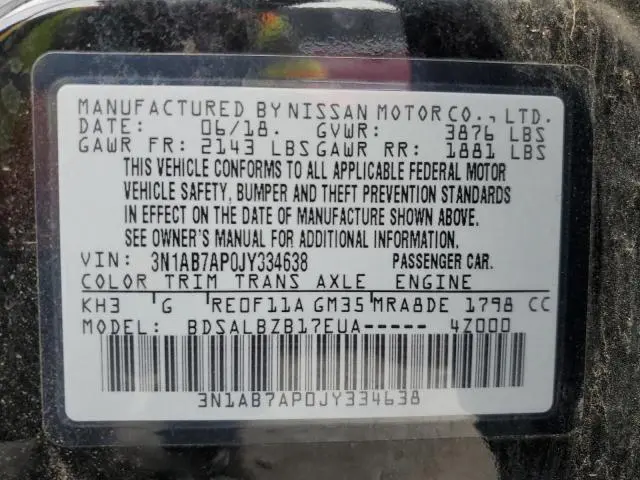 MANUFACTURED BY NISSAN MOTOR CO., LTD.
DATE: 06/18. GVWR: 3876 LBS
GAWR FR: 2143 LBS GAWR RR: 1881 LBS
THIS VEHICLE CONFORMS TO ALL APPLICABLE FEDERAL MOTOR
VEHICLE SAFETY, BUMPER AND THEFT PREVENTION STANDARDS
IN EFFECT ON THE DATE OF MANUFACTURE SHOWN ABOVE.
SEE OWNER'S MANUAL FOR ADDITIONAL INFORMATION.
VIN: 3N1AB7AP0JY334638 PASSENGER CAR.
COLOR TRIM TRANS AXLE ENGINE
KH3 G RE0F11A GM35 MRA8DE 1798 CC
MODEL: BDSALBZB17EUA----- 4Z000
3N1AB7AP0JY334638